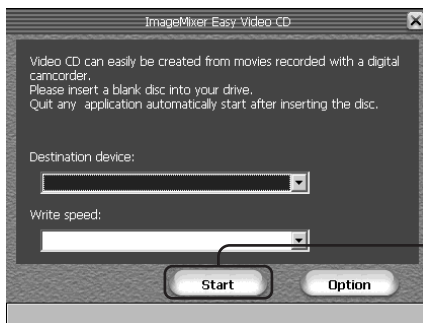 ImageMixer Easy Video CD
Video CD can easily be created from movies recorded with a digital
camcorder.
Please insert a blank disc into your drive.
Quit any application automatically start after inserting the disc.
Destination device:
Write speed:
Start
Option